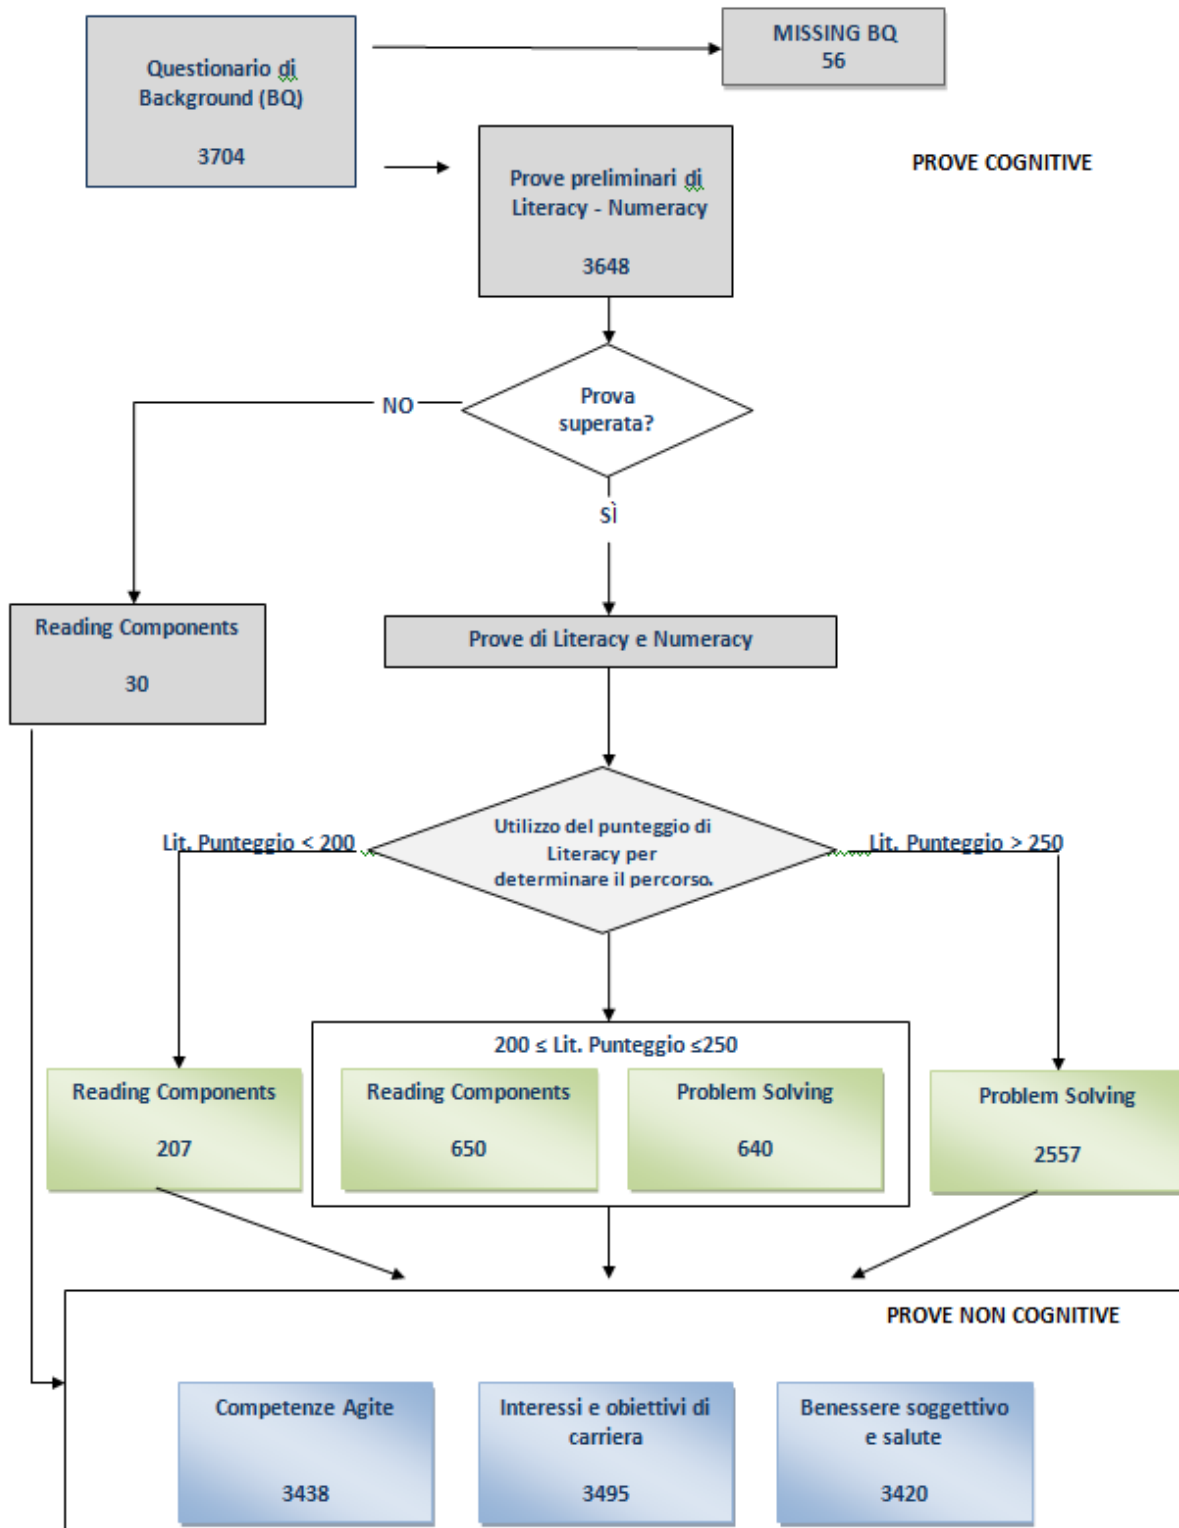 Questionario di
Background (BQ)
3704
MISSING BQ
56
PROVE COGNITIVE
Prove preliminari di
Literacy - Numeracy
3648
Prova
superata?
NO
SÌ
Reading Components
30
Prove di Literacy e Numeracy
Utilizzo del punteggio di
Literacy per
determinare il percorso.
Lit. Punteggio < 200
Lit. Punteggio > 250
200 ≤ Lit. Punteggio ≤250
Reading Components
207
Reading Components
650
Problem Solving
640
Problem Solving
2557
PROVE NON COGNITIVE
Competenze Agite
3438
Interessi e obiettivi di
carriera
3495
Benessere soggettivo
e salute
3420